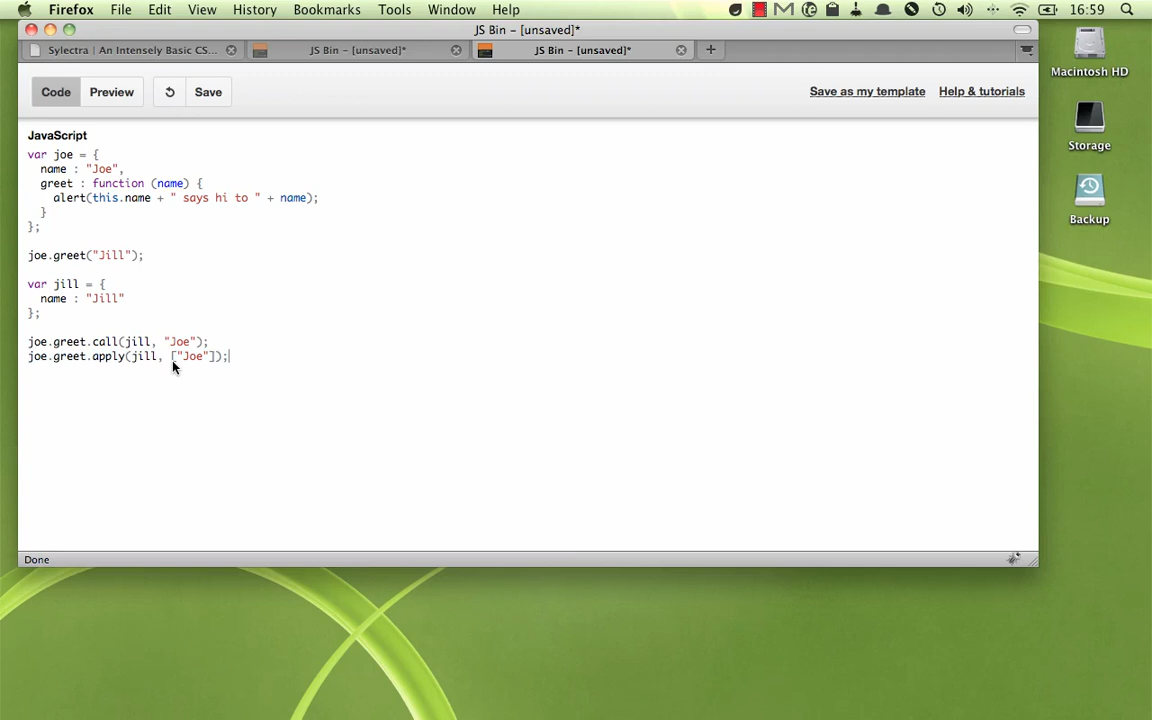 Firefox File Edit View History Bookmarks Tools Window Help 16:59
JS Bin – [unsaved]*
Sylectra | An Intensely Basic CS... JS Bin – [unsaved]* JS Bin – [unsaved]*
Code Preview Save Save as my template Help & tutorials
JavaScript
var joe = {
name : "Joe",
greet : function (name) {
alert(this.name + " says hi to " + name);
}
};
joe.greet("Jill");
var jill = {
name : "Jill"
};
joe.greet.call(jill, "Joe");
joe.greet.apply(jill, ["Joe"]);
Done
Macintosh HD
Storage
Backup